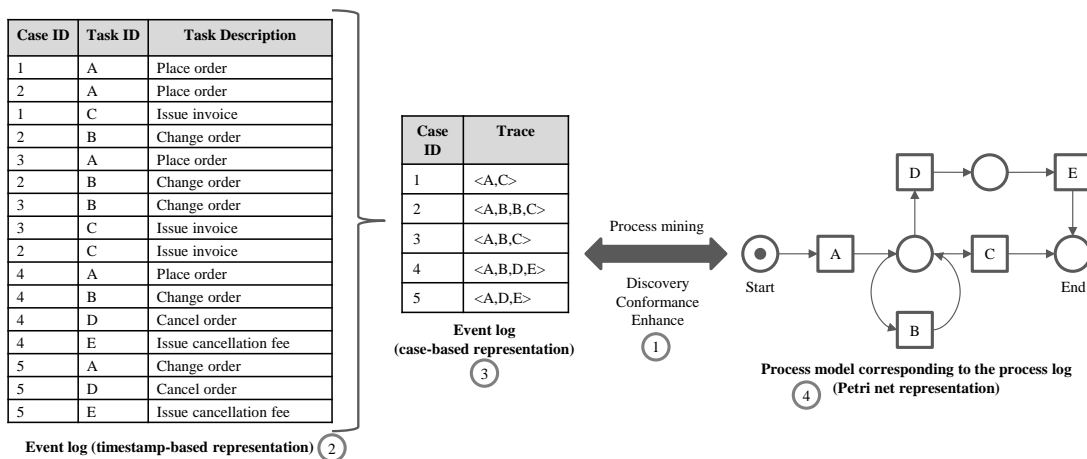 Case ID Task ID Task Description
1 A Place order
2 A Place order
1 C Issue invoice
2 B Change order
3 A Place order
2 B Change order
3 B Change order
3 C Issue invoice
2 C Issue invoice
4 A Place order
4 B Change order
4 D Cancel order
4 E Issue cancellation fee
5 A Change order
5 D Cancel order
5 E Issue cancellation fee
Event log (timestamp-based representation) 2
Case
ID
Trace
1 <A,C>
2 <A,B,B,C>
3 <A,B,C>
4 <A,B,D,E>
5 <A,D,E>
Event log
(case-based representation)
3
Process mining
Discovery
Conformance
Enhance
1
D E
A C
Start End
B
Process model corresponding to the process log
4 (Petri net representation)